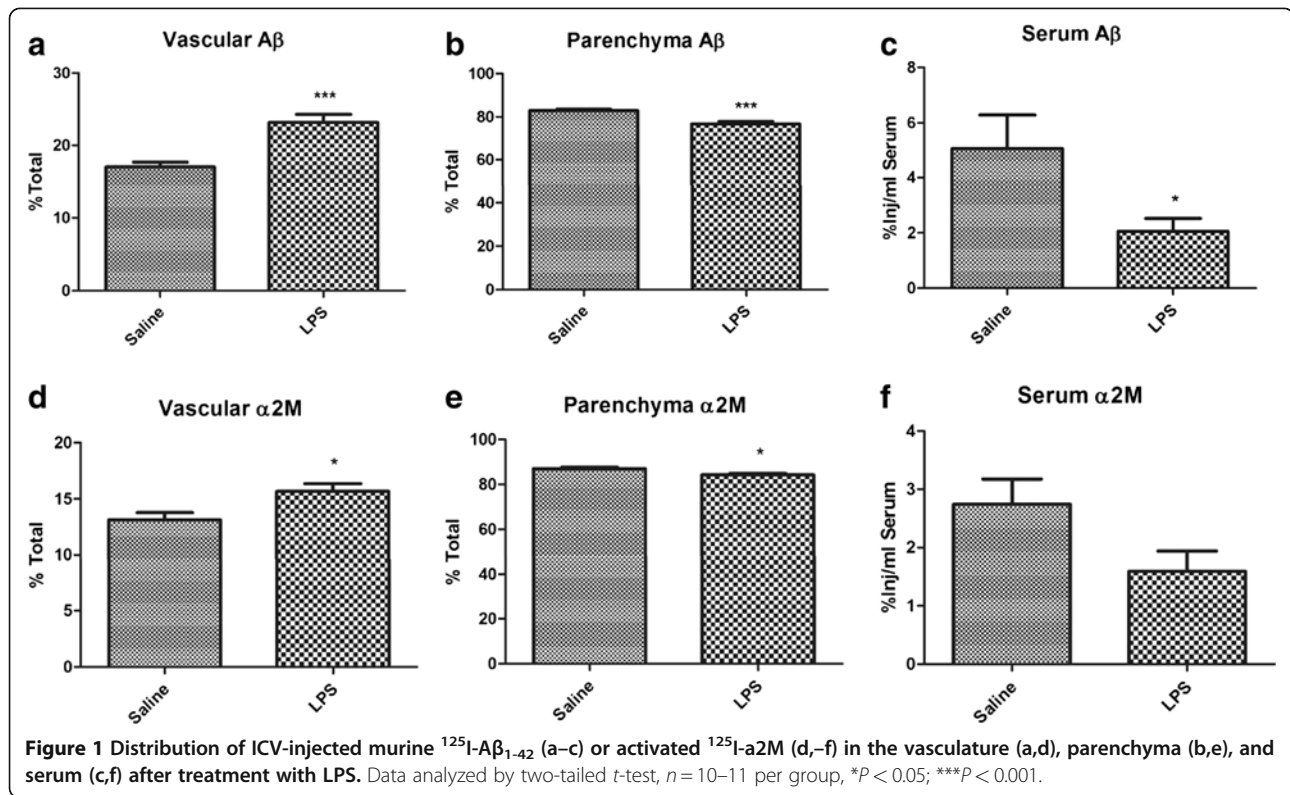 a
Vascular Aβ
30
20
10
0
% Total
***
Saline
LPS
b
Parenchyma Aβ
100
80
60
40
20
0
% Total
***
Saline
LPS
c
Serum Aβ
8
6
4
2
0
%Inj/ml Serum
*
Saline
LPS
d
Vascular α2M
20
15
10
5
0
% Total
*
Saline
LPS
e
Parenchyma α2M
100
80
60
40
20
0
% Total
*
Saline
LPS
f
Serum α2M
4
3
2
1
0
%Inj/ml Serum
Saline
LPS
Figure 1 Distribution of ICV-injected murine ¹²⁵I-Aβ₁₋₄₂ (a–c) or activated ¹²⁵I-a2M (d,–f) in the vasculature (a,d), parenchyma (b,e), and
serum (c,f) after treatment with LPS. Data analyzed by two-tailed t-test, n = 10–11 per group, *P < 0.05; ***P < 0.001.